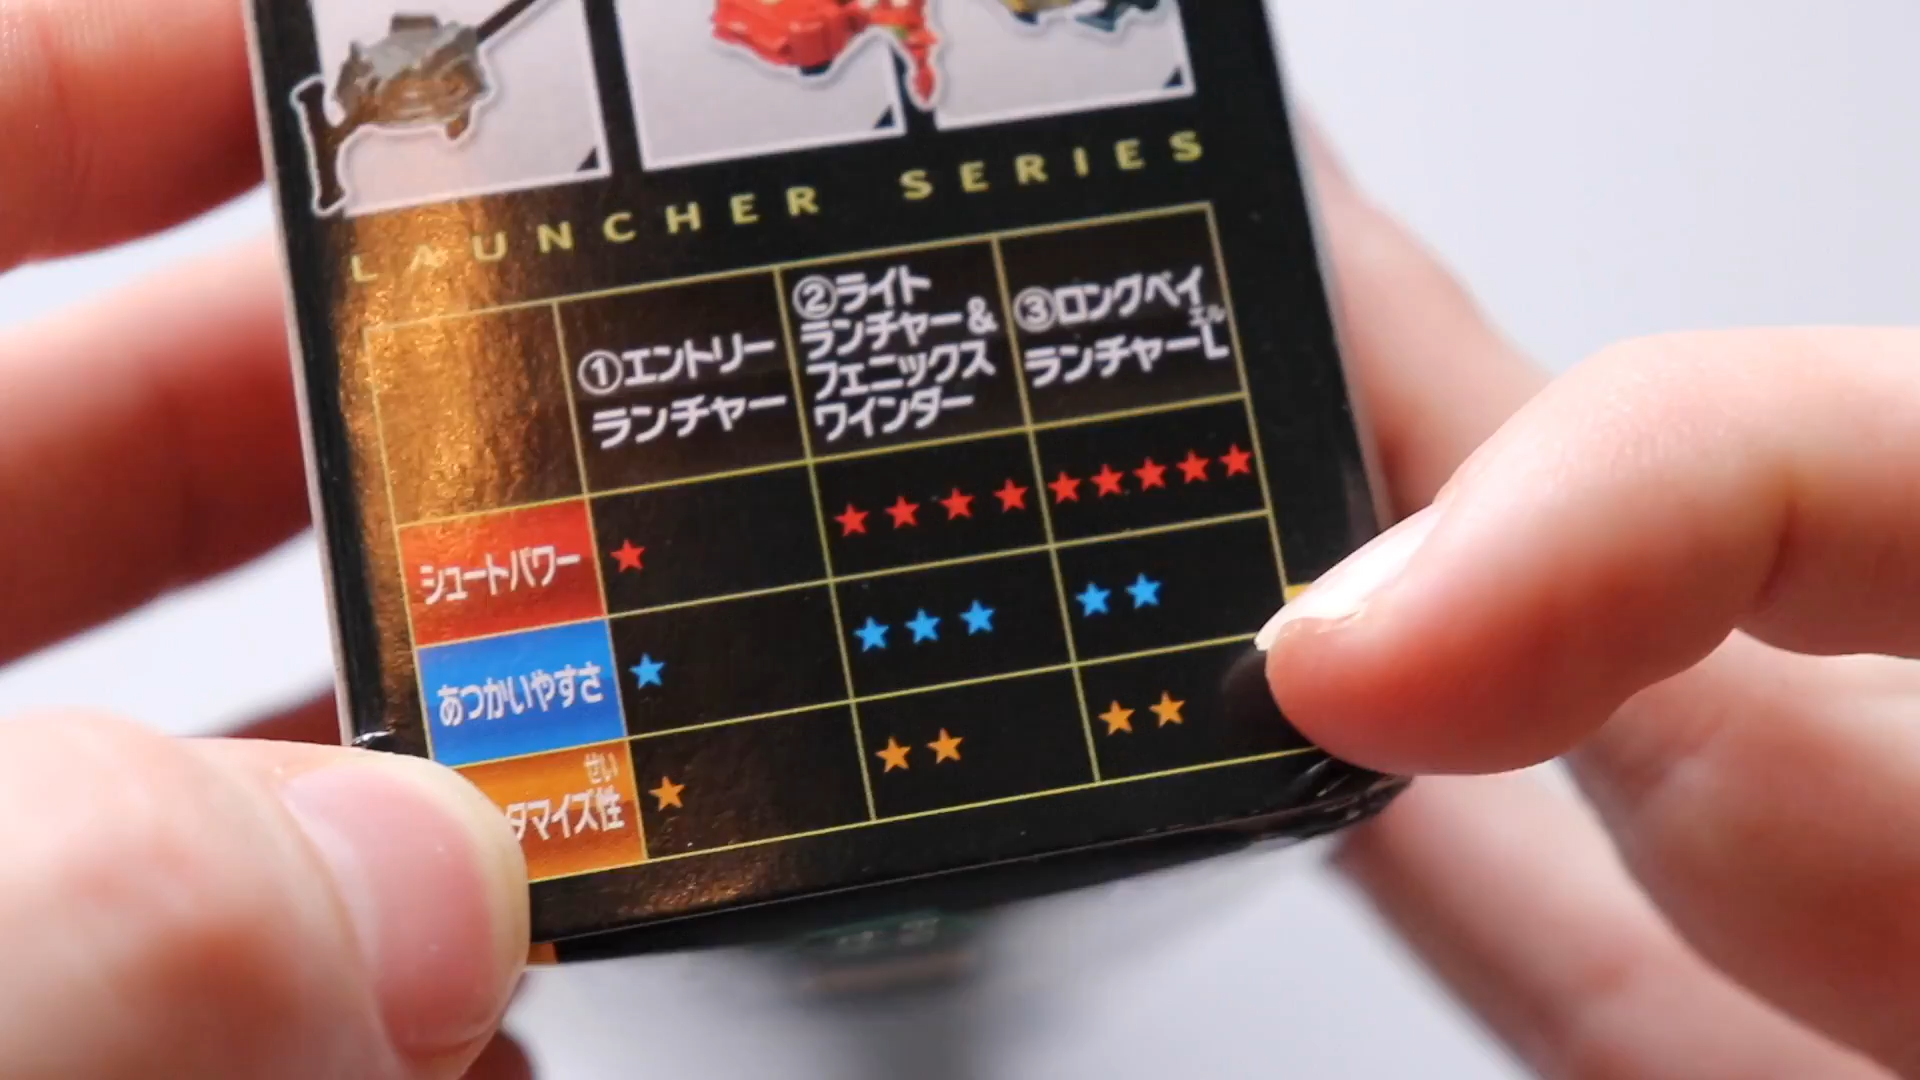 LAUNCHER SERIES
①エントリー
ランチャー
②ライト
ランチャー&
フェニックス
ワインダー
③ロングベイ
エル
ランチャーL
シュートパワー
★
★★★★
★★★★★
あつかいやすさ
★
★★★
★★
せい
タマイズ性
★
★★
★★